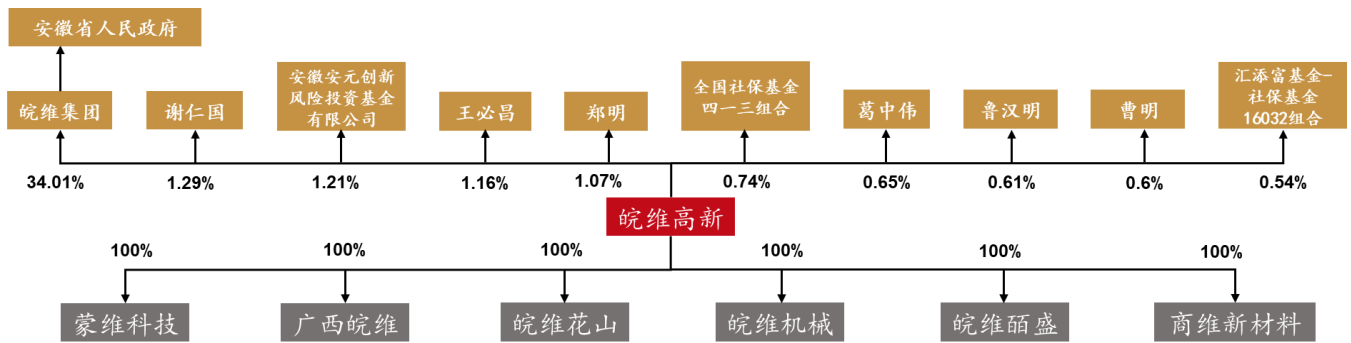 安徽省人民政府
皖维集团
谢仁国
安徽安元创新
风险投资基金
有限公司
王必昌
郑明
全国社保基金
四一三组合
葛中伟
鲁汉明
曹明
汇添富基金-
社保基金
16032组合
34.01%
1.29%
1.21%
1.16%
1.07%
0.74%
0.65%
0.61%
0.6%
0.54%
皖维高新
100%
100%
100%
100%
100%
100%
蒙维科技
广西皖维
皖维花山
皖维机械
皖维皕盛
商维新材料